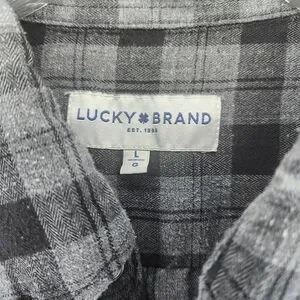 LUCKY BRAND
EST. 1990
L
G